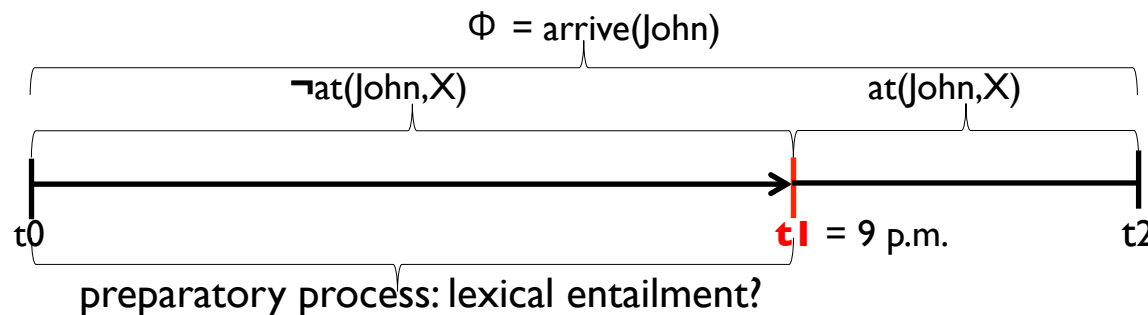 Φ = arrive(John)
¬at(John,X) at(John,X)
t0 t1 = 9 p.m. t2
preparatory process: lexical entailment?